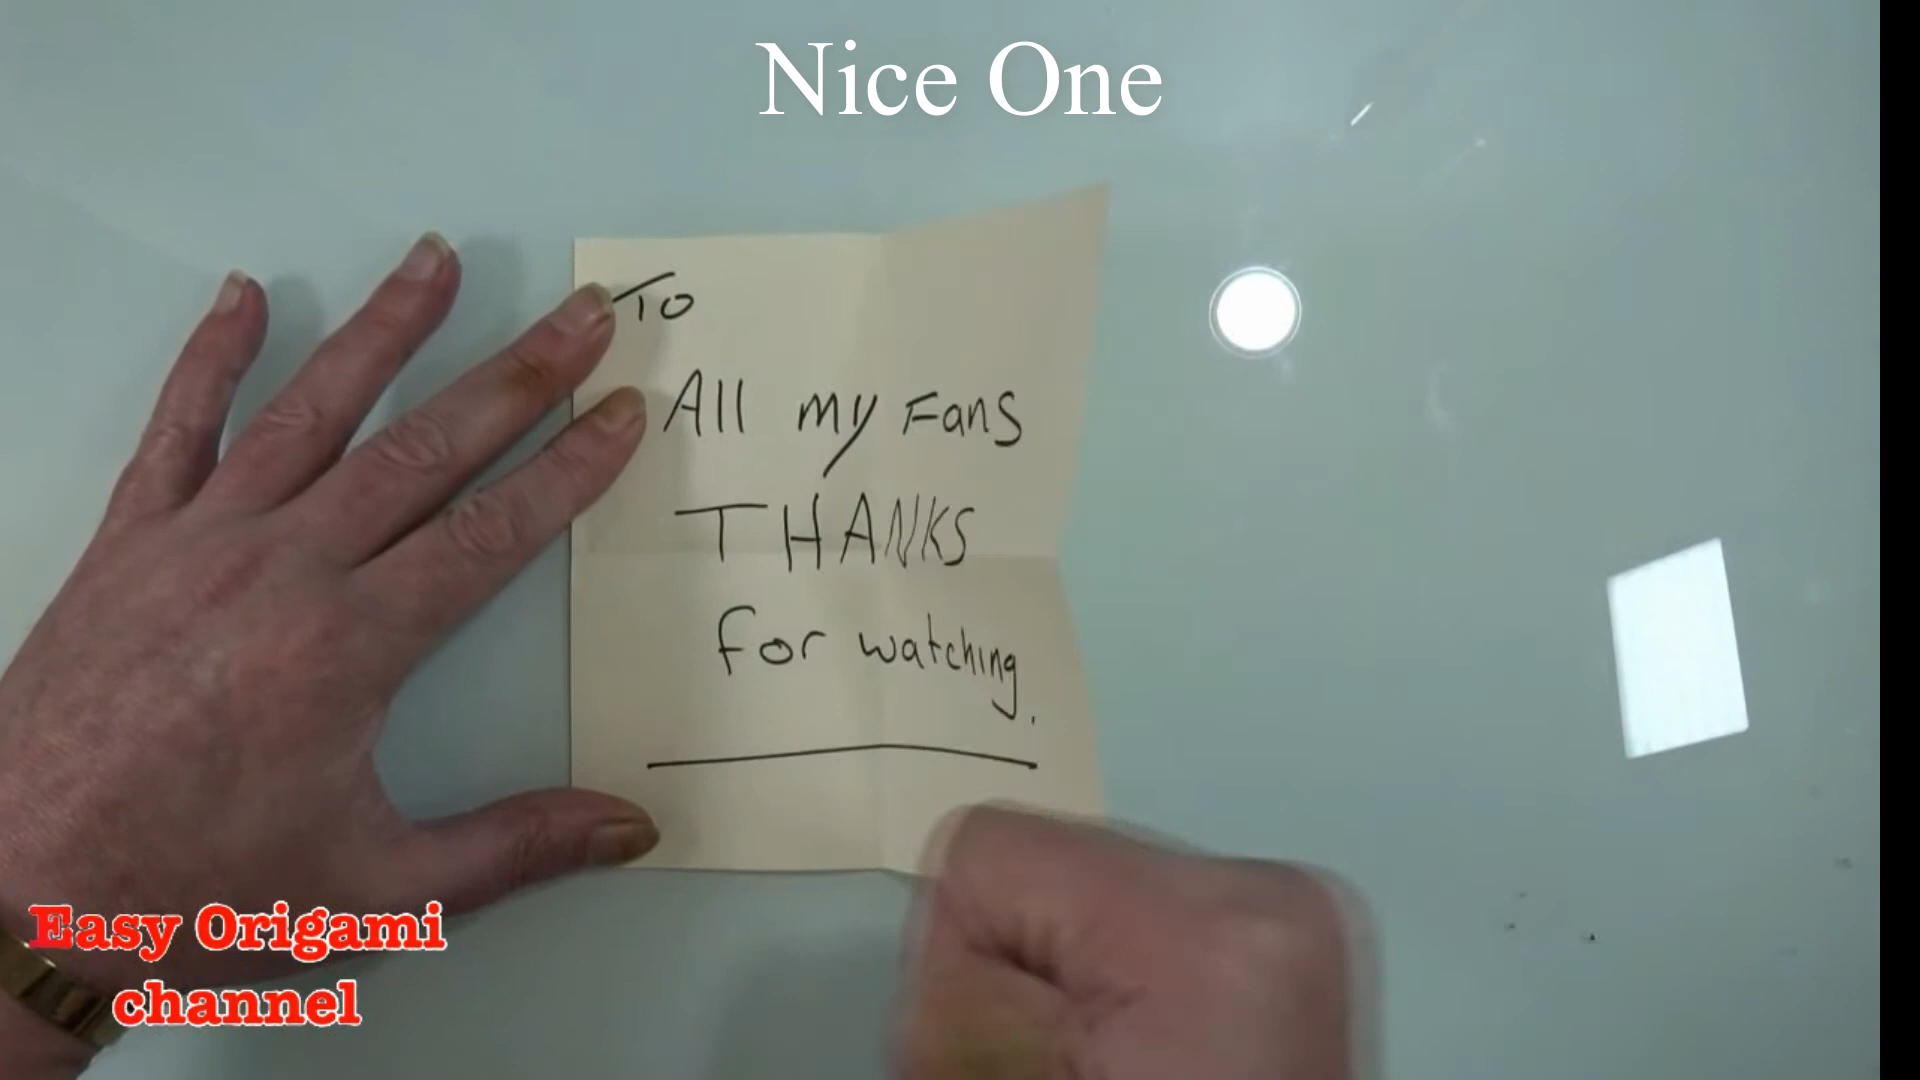 Nice One
To
All my Fans
THANKS
for watching.
Easy Origami
channel